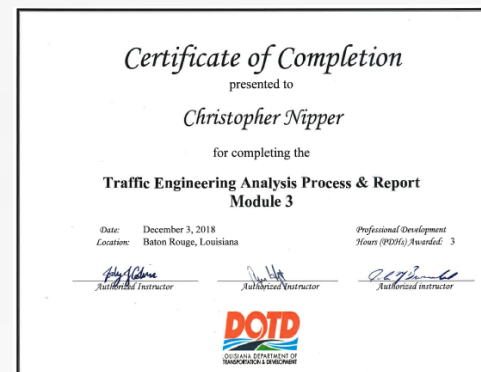 Certificate of Completion
presented to
Christopher Nipper
for completing the
Traffic Engineering Analysis Process & Report
Module 3
Date: December 3, 2018
Location: Baton Rouge, Louisiana
Professional Development
Hours (PDHs) Awarded: 3
Authorized Instructor
Authorized Instructor
Authorized instructor
DOTD
LOUISIANA DEPARTMENT OF
TRANSPORTATION & DEVELOPMENT